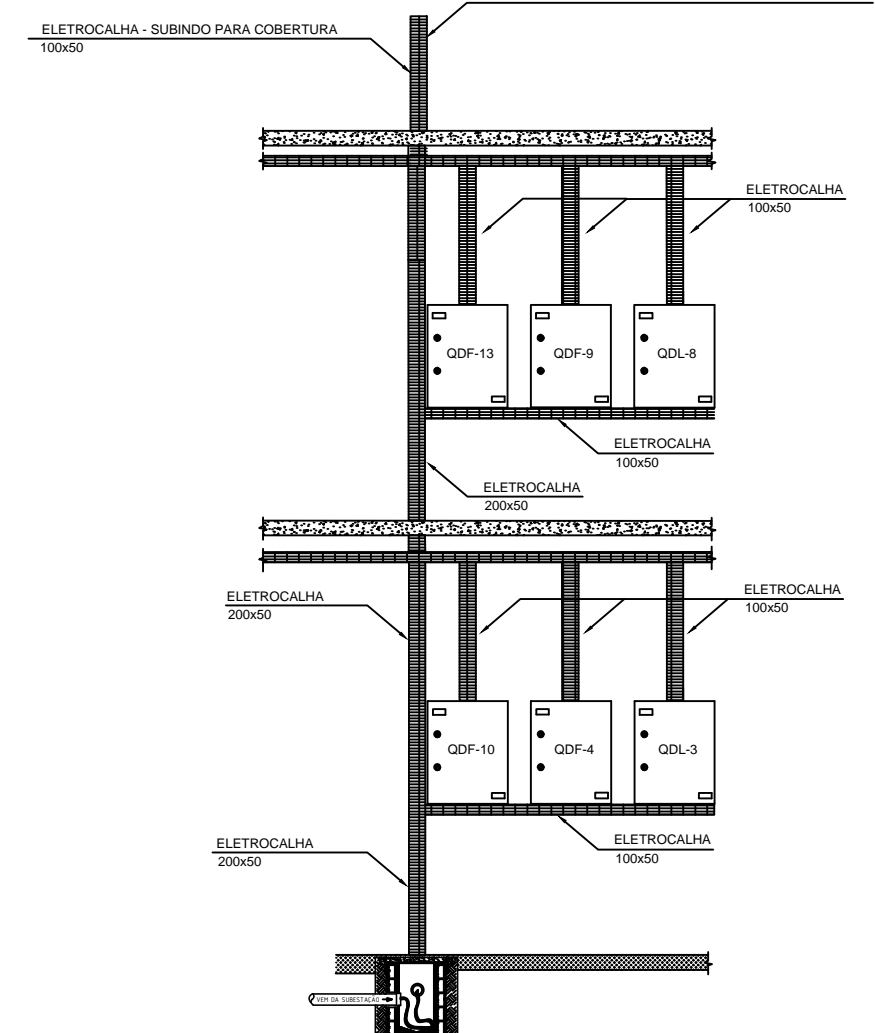 ELETROCALHA - SUBINDO PARA COBERTURA
100x50
ELETROCALHA
100x50
QDF-13
QDF-9
QDL-8
ELETROCALHA
100x50
ELETROCALHA
200x50
ELETROCALHA
200x50
ELETROCALHA
100x50
QDF-10
QDF-4
QDL-3
ELETROCALHA
200x50
ELETROCALHA
100x50
VEM DA SUBESTAÇÃO